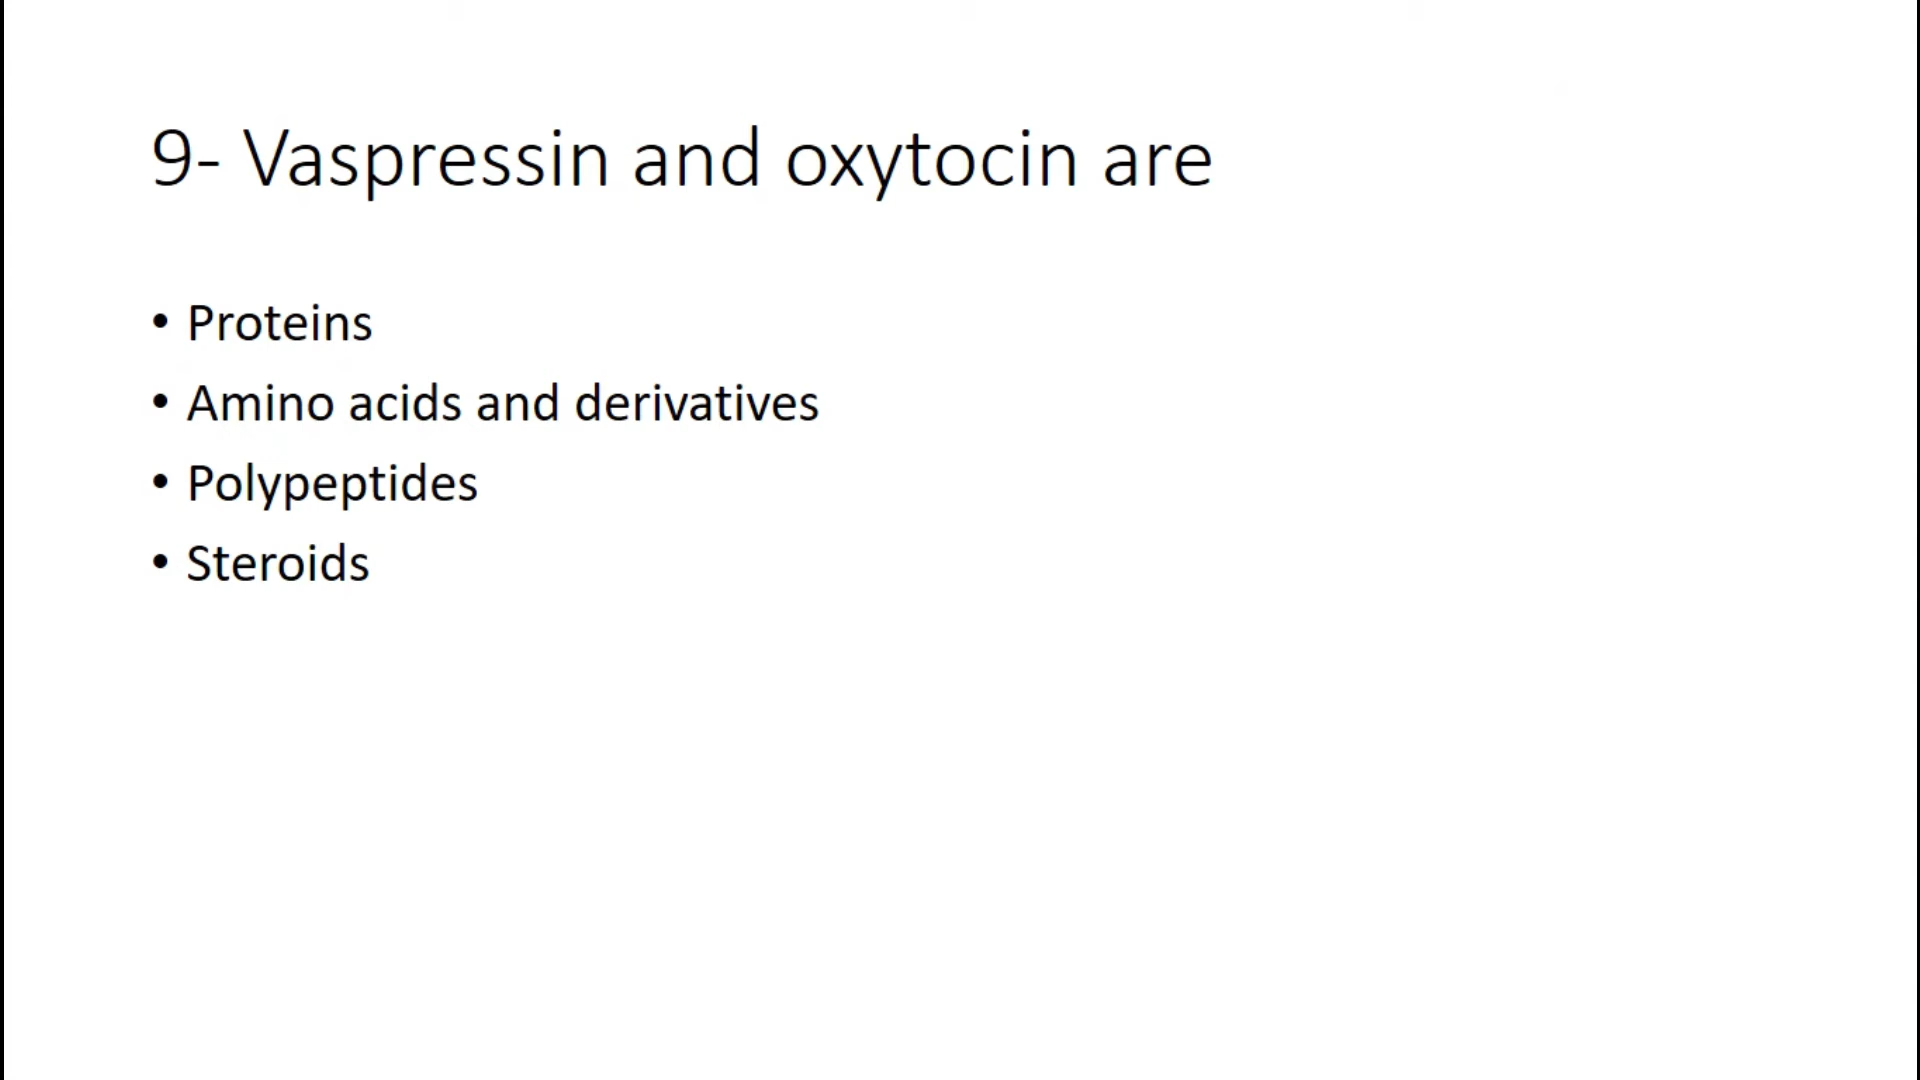 9- Vaspressin and oxytocin are
• Proteins
• Amino acids and derivatives
• Polypeptides
• Steroids